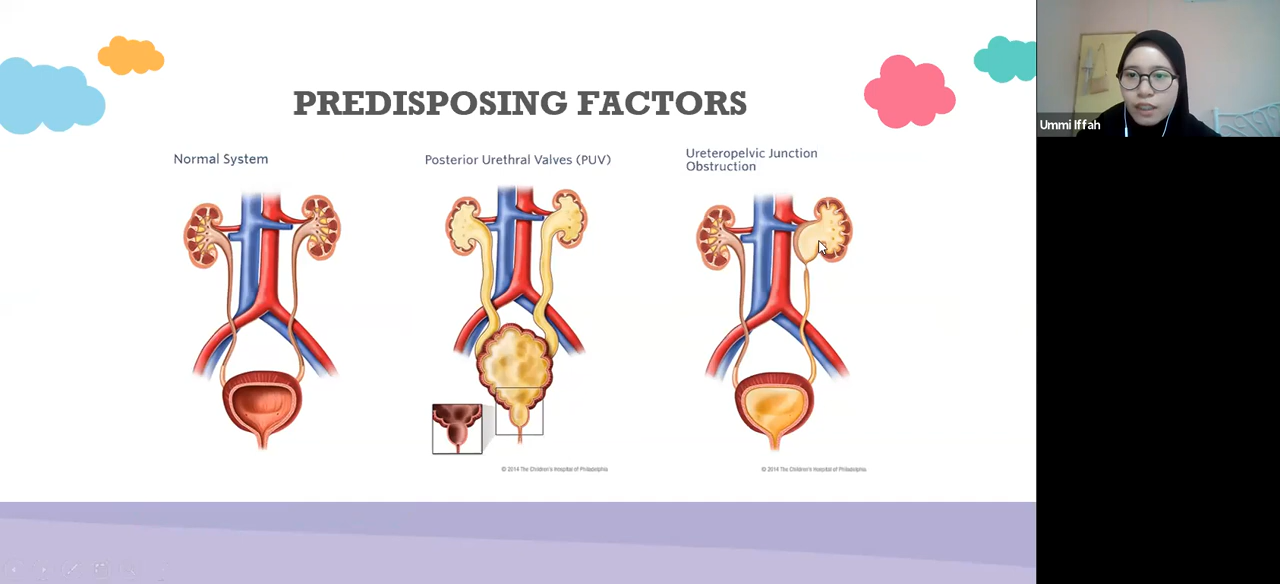 PREDISPOSING FACTORS
Normal System
Posterior Urethral Valves (PUV)
Ureteropelvic Junction
Obstruction
© 2014 The Children's Hospital of Philadelphia
© 2014 The Children's Hospital of Philadelphia
Ummi Iffah